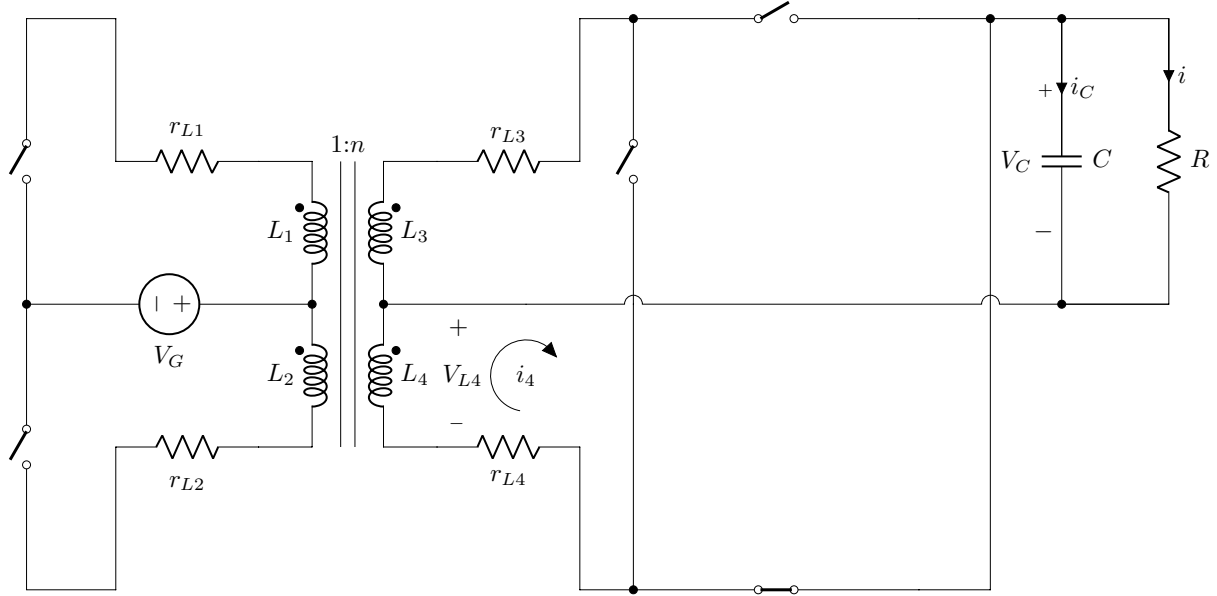 r_{L1}
r_{L3}
1:n
i
+
i_C
V_C
C
R
−
L_1
L_3
− +
V_G
L_2
L_4
+
V_{L4}
−
i_4
r_{L2}
r_{L4}